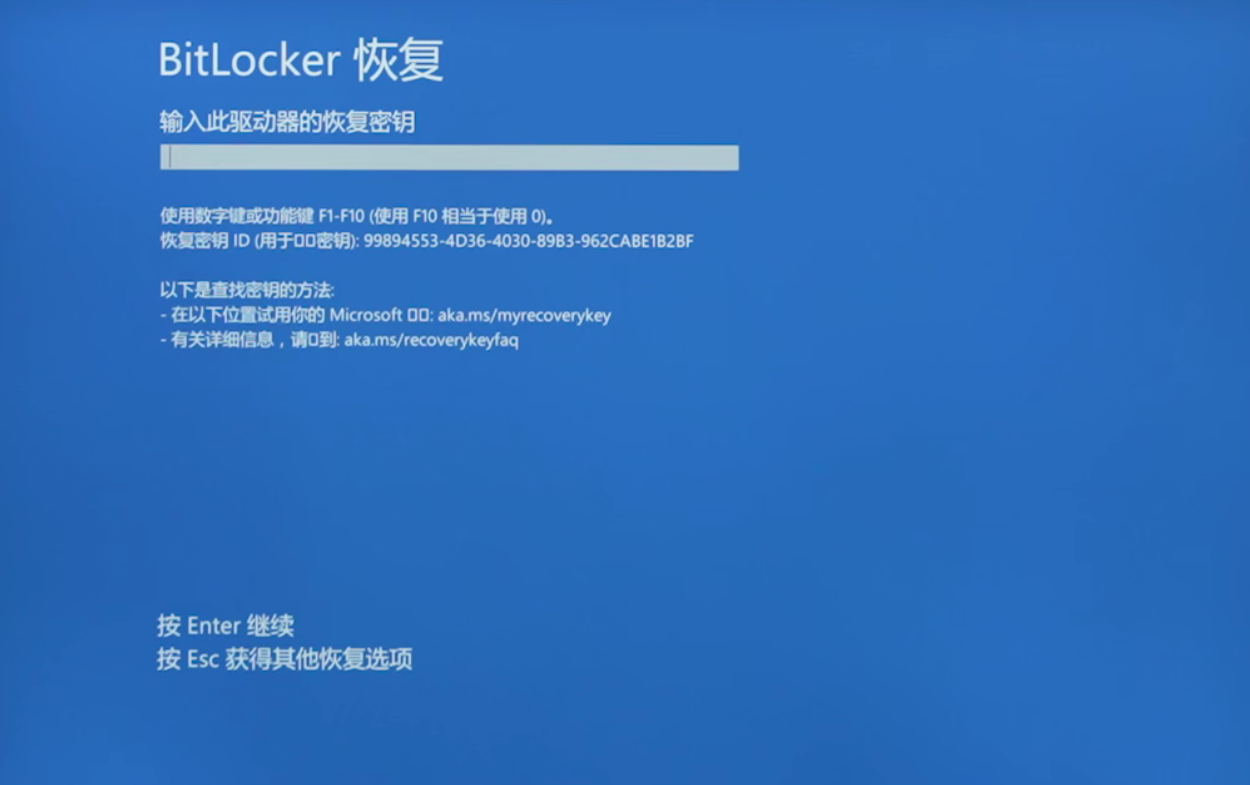 BitLocker 恢复
输入此驱动器的恢复密钥
使用数字键或功能键 F1-F10 (使用 F10 相当于使用 0)。
恢复密钥 ID (用于□□密钥): 99894553-4D36-4030-89B3-962CABE1B2BF
以下是查找密钥的方法:
- 在以下位置试用你的 Microsoft □□: aka.ms/myrecoverykey
- 有关详细信息，请□到: aka.ms/recoverykeyfaq
按 Enter 继续
按 Esc 获得其他恢复选项